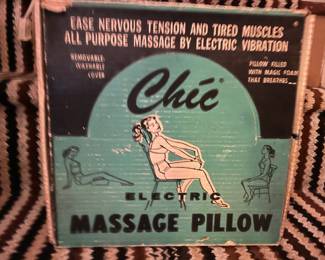 EASE NERVOUS TENSION AND TIRED MUSCLES
ALL PURPOSE MASSAGE BY ELECTRIC VIBRATION
REMOVABLE-
WASHABLE
COVER
PILLOW FILLED
WITH MAGIC FOAM
THAT BREATHES...
Chíc
ELECTRIC
MASSAGE PILLOW